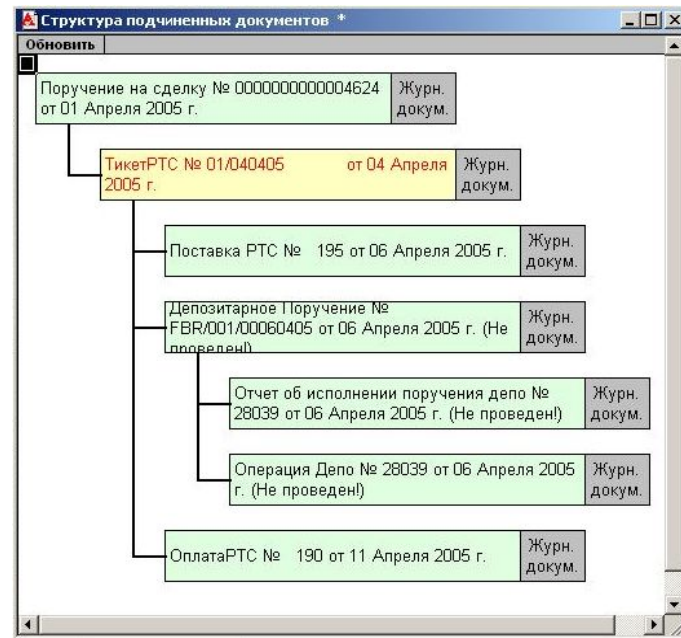 Структура подчиненных документов *
Обновить
Поручение на сделку № 0000000000004624
от 01 Апреля 2005 г.
Журн.
докум.
ТикетРТС № 01/040405 от 04 Апреля
2005 г.
Журн.
докум.
Поставка РТС № 195 от 06 Апреля 2005 г.
Журн.
докум.
Депозитарное Поручение №
FBR/001/00060405 от 06 Апреля 2005 г. (Не
проведен!)
Журн.
докум.
Отчет об исполнении поручения депо №
28039 от 06 Апреля 2005 г. (Не проведен!)
Журн.
докум.
Операция Депо № 28039 от 06 Апреля 2005
г. (Не проведен!)
Журн.
докум.
ОплатаРТС № 190 от 11 Апреля 2005 г.
Журн.
докум.